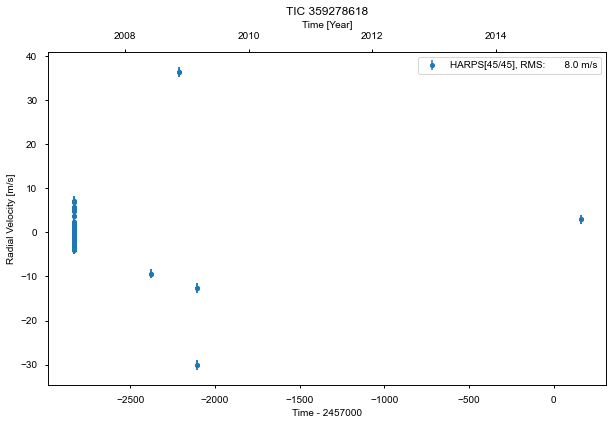 TIC 359278618
Time [Year]
2008 2010 2012 2014
HARPS[45/45], RMS: 8.0 m/s
Radial Velocity [m/s]
40
30
20
10
0
−10
−20
−30
−2500 −2000 −1500 −1000 −500 0
Time - 2457000